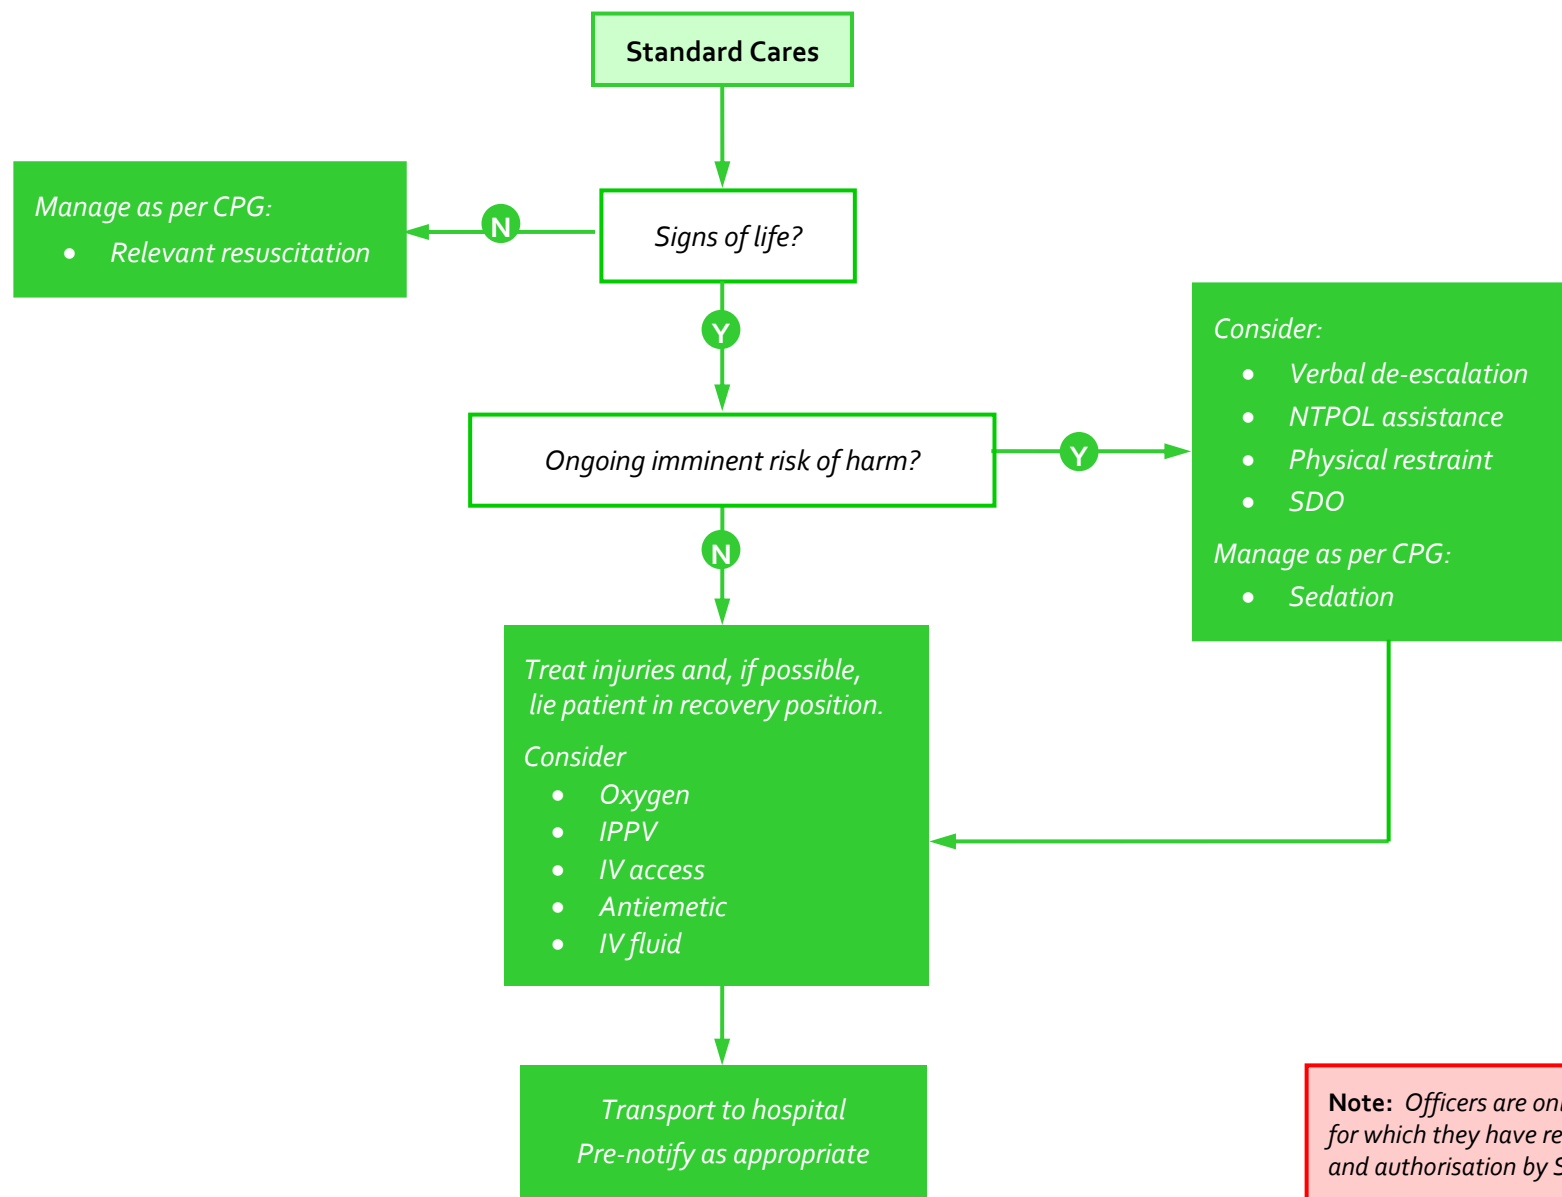 Standard Cares
Manage as per CPG:
• Relevant resuscitation
N
Signs of life?
Y
Consider:
• Verbal de-escalation
• NTPOL assistance
• Physical restraint
• SDO
Manage as per CPG:
• Sedation
Ongoing imminent risk of harm?
Y
N
Treat injuries and, if possible,
lie patient in recovery position.
Consider
• Oxygen
• IPPV
• IV access
• Antiemetic
• IV fluid
Transport to hospital
Pre-notify as appropriate
Note: Officers are
for which they have
and authorisation by